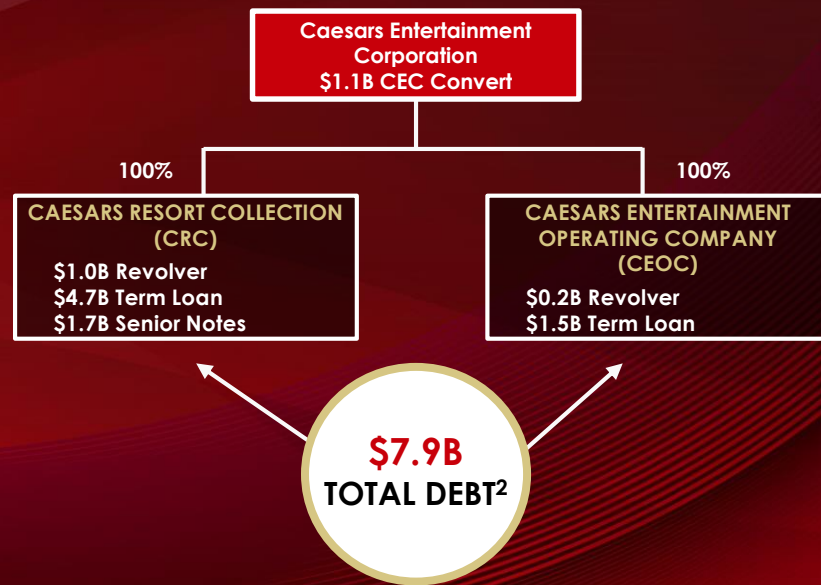 Caesars Entertainment
Corporation
$1.1B CEC Convert
100%
100%
CAESARS RESORT COLLECTION
(CRC)
$1.0B Revolver
$4.7B Term Loan
$1.7B Senior Notes
CAESARS ENTERTAINMENT
OPERATING COMPANY
(CEOC)
$0.2B Revolver
$1.5B Term Loan
$7.9B
TOTAL DEBT²